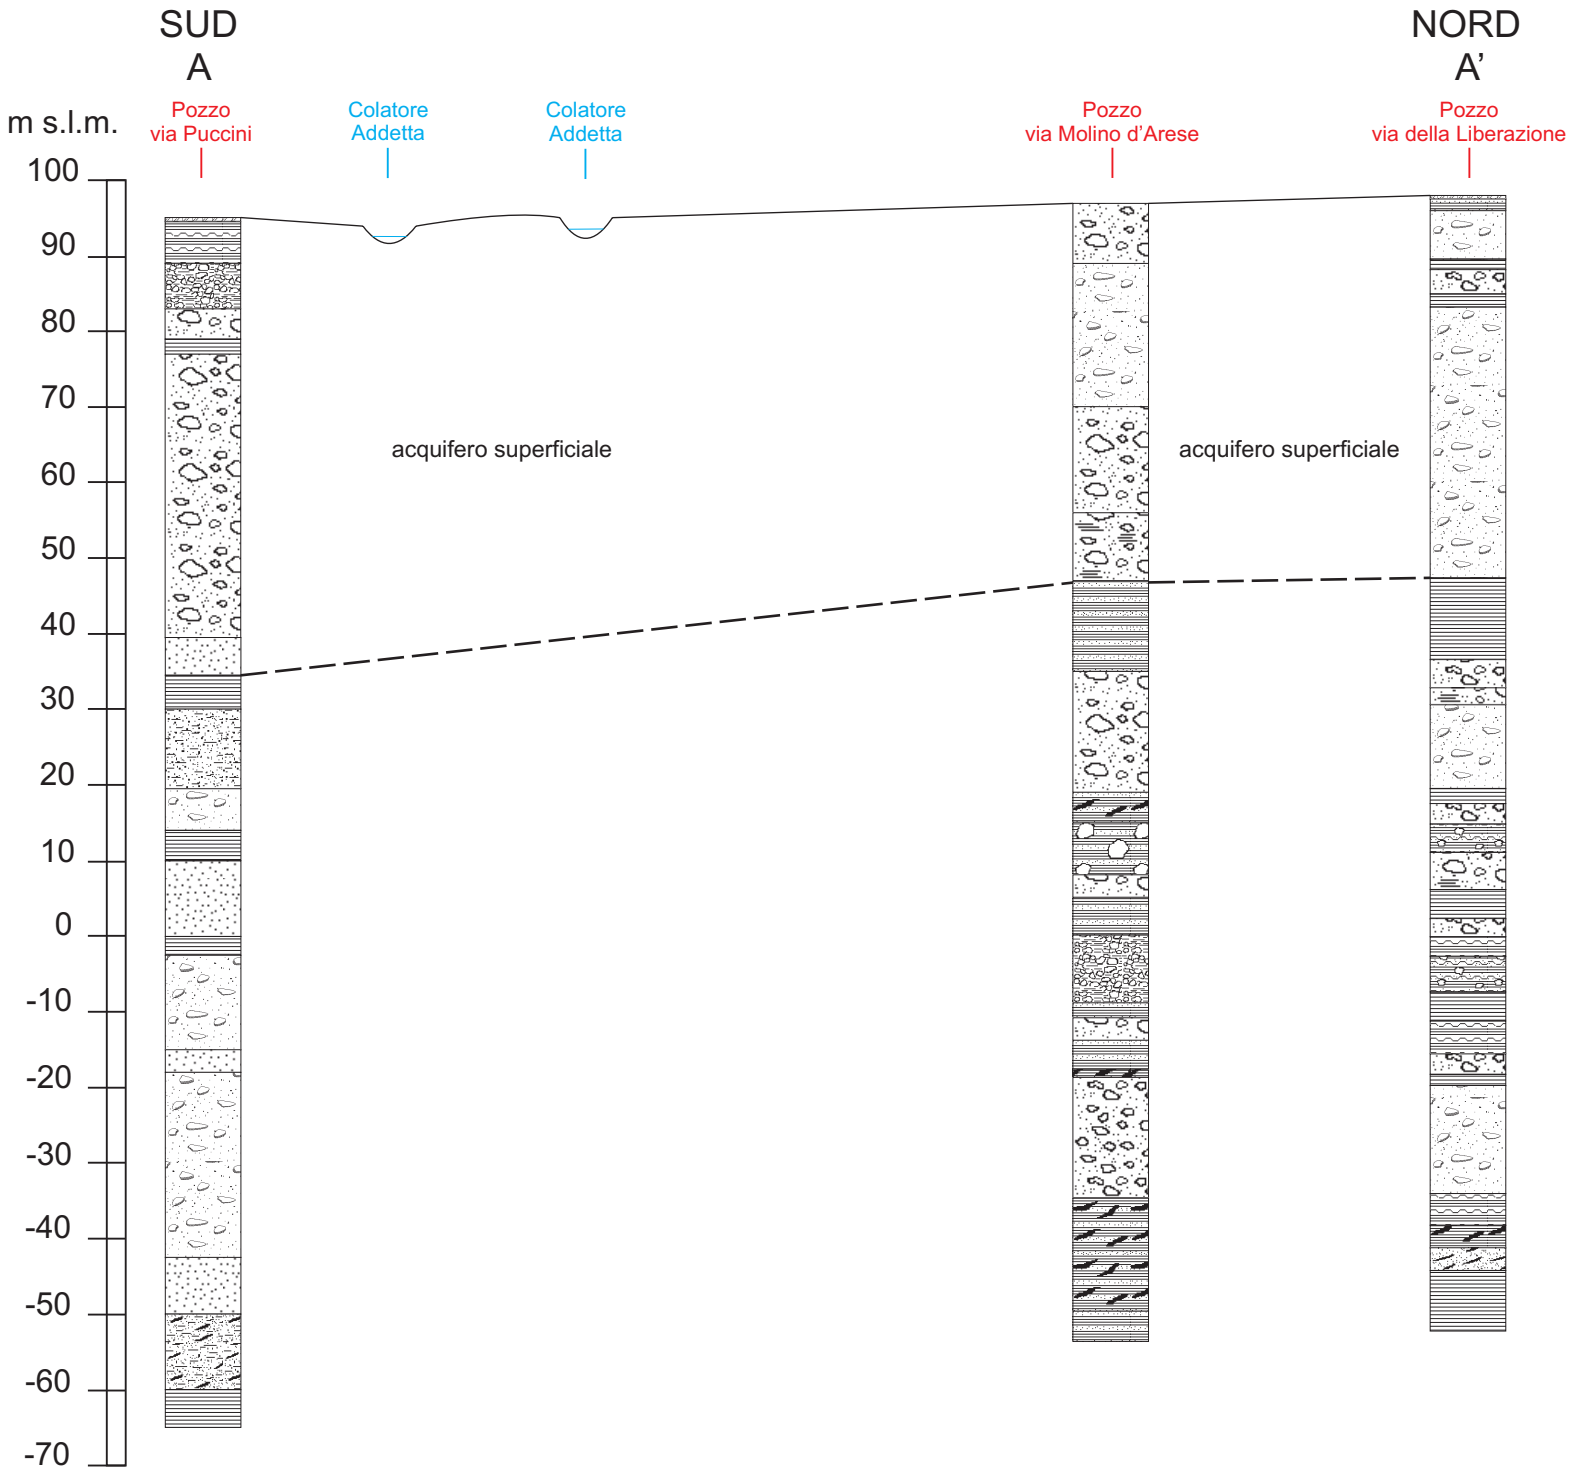 SUD
A
NORD
A'
m s.l.m.
Pozzo
via Puccini
Colatore
Addetta
Colatore
Addetta
Pozzo
via Molino d'Arese
Pozzo
via della Liberazione
100
90
80
70
60
50
40
30
20
10
0
-10
-20
-30
-40
-50
-60
-70
acquifero superficiale
acquifero superficiale